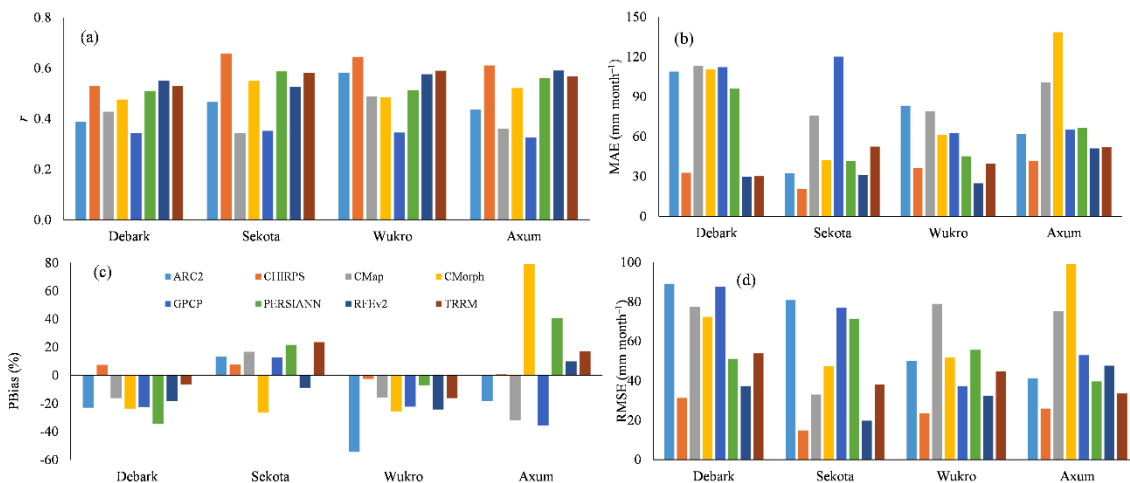 (a)
r
0.8
0.6
0.4
0.2
0.0
Debark Sekota Wukro Axum
(b)
MAE (mm month⁻¹)
150
120
90
60
30
0
Debark Sekota Wukro Axum
(c)
PBias (%)
80
60
40
20
0
-20
-40
-60
ARC2 CHIRPS CMap CMorph
GPCP PERSIANN RFEv2 TRRM
Debark Sekota Wukro Axum
(d)
RMSE (mm month⁻¹)
100
80
60
40
20
0
Debark Sekota Wukro Axum